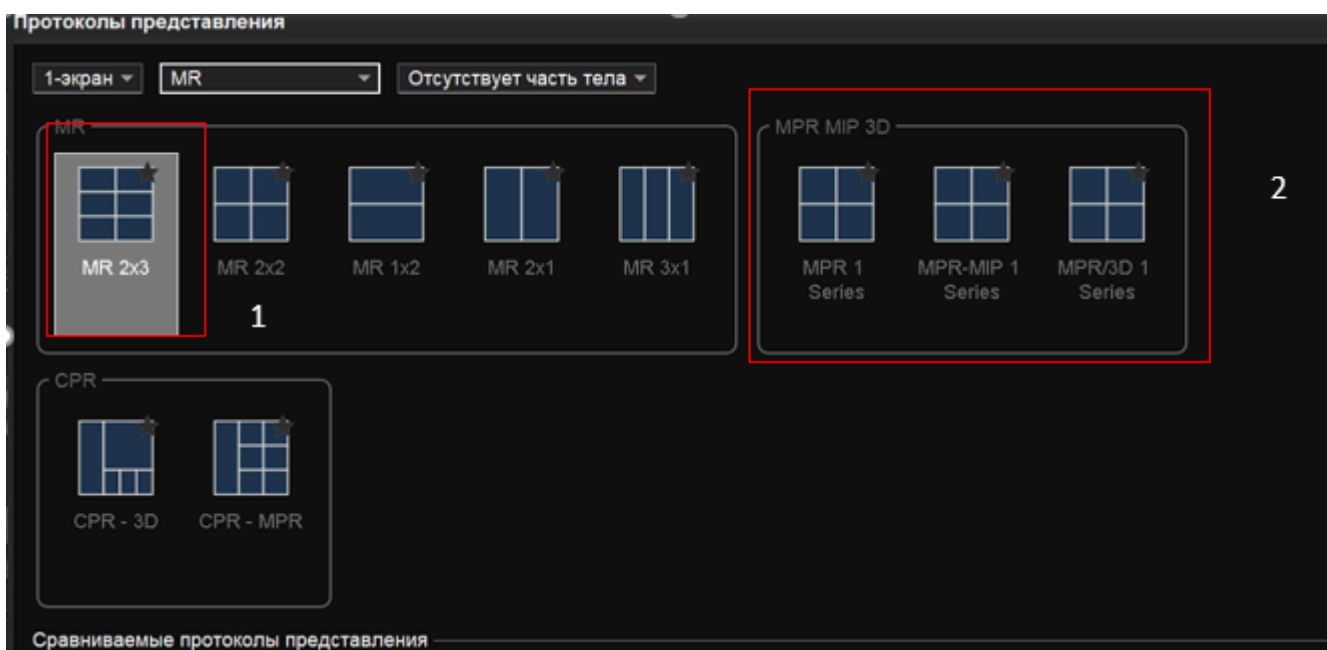 Протоколы представления
1-экран
MR
Отсутствует часть тела
MR
MR 2x3
MR 2x2
MR 1x2
MR 2x1
MR 3x1
1
MPR MIP 3D
MPR 1
Series
MPR-MIP 1
Series
MPR/3D 1
Series
2
CPR
CPR - 3D
CPR - MPR
Сравниваемые протоколы представления